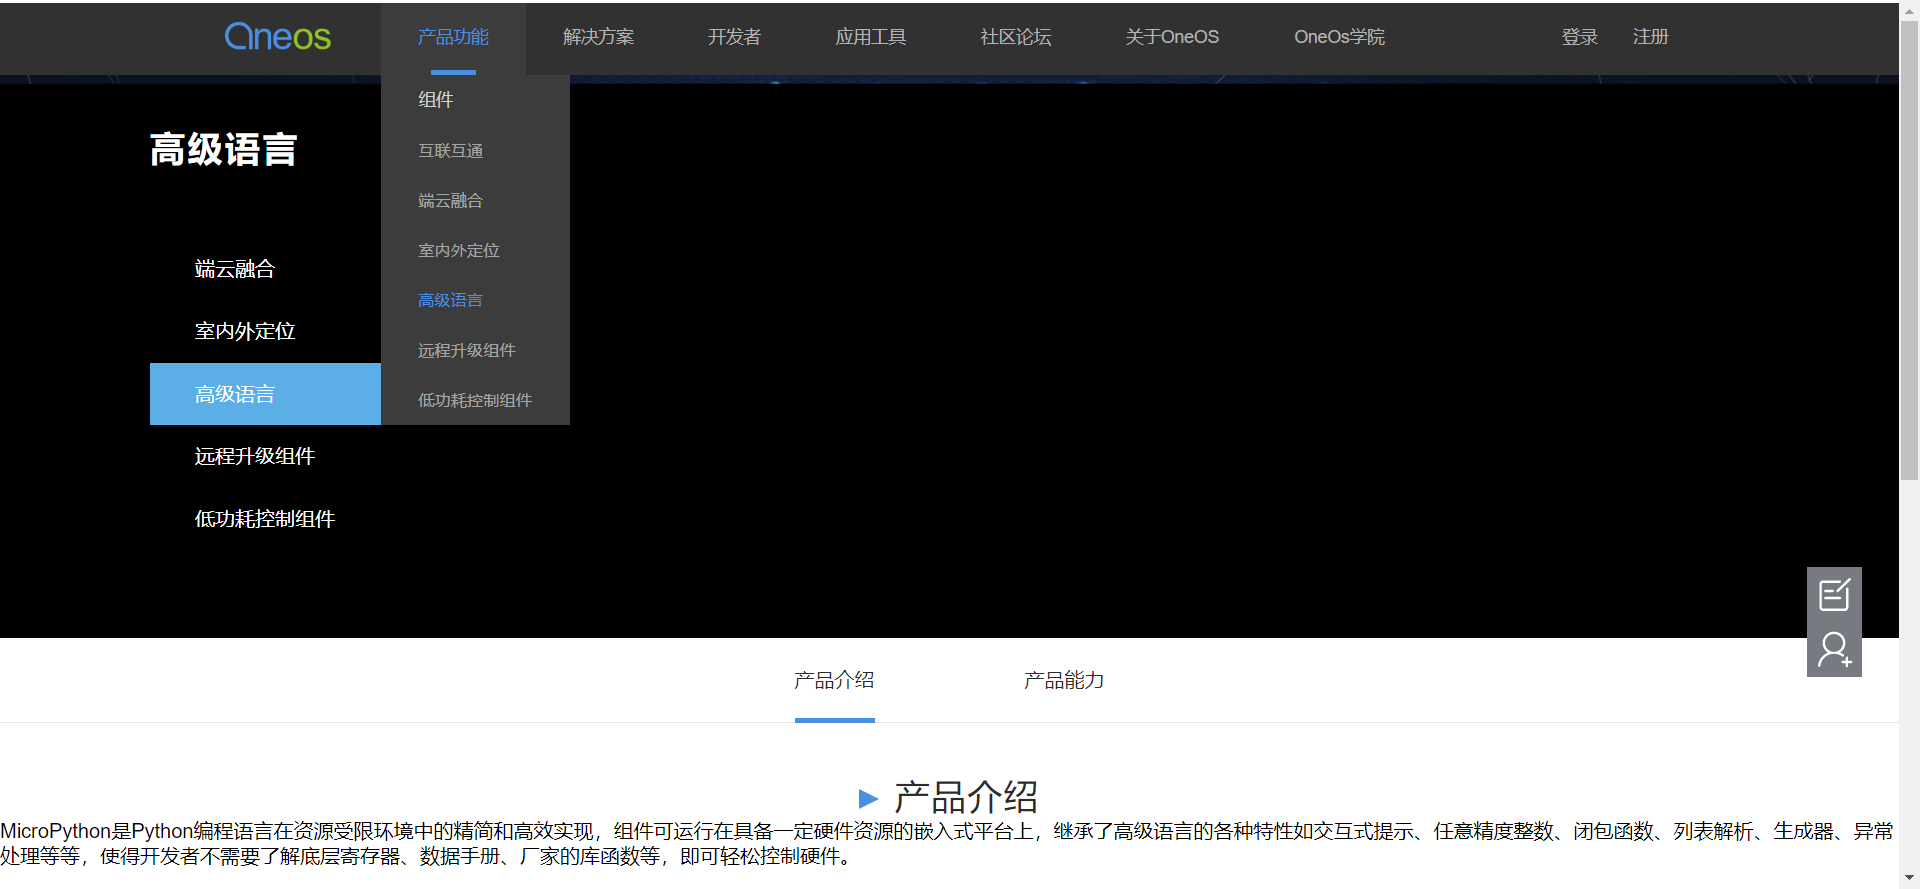 Oneos 产品功能 解决方案 开发者 应用工具 社区论坛 关于OneOS OneOs学院 登录 注册
组件
互联互通
端云融合
室内外定位
高级语言
远程升级组件
低功耗控制组件
高级语言
端云融合
室内外定位
高级语言
远程升级组件
低功耗控制组件
产品介绍 产品能力
产品介绍
MicroPython是Python编程语言在资源受限环境中的精简和高效实现，组件可运行在具备一定硬件资源的嵌入式平台上，继承了高级语言的各种特性如交互式提示、任意精度整数、闭包函数、列表解析、生成器、异常
处理等等，使得开发者不需要了解底层寄存器、数据手册、厂家的库函数等，即可轻松控制硬件。